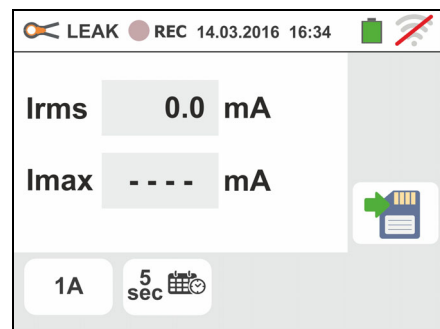 LEAK REC 14.03.2016 16:34
Irms 0.0 mA
Imax - - - - mA
1A 5 sec